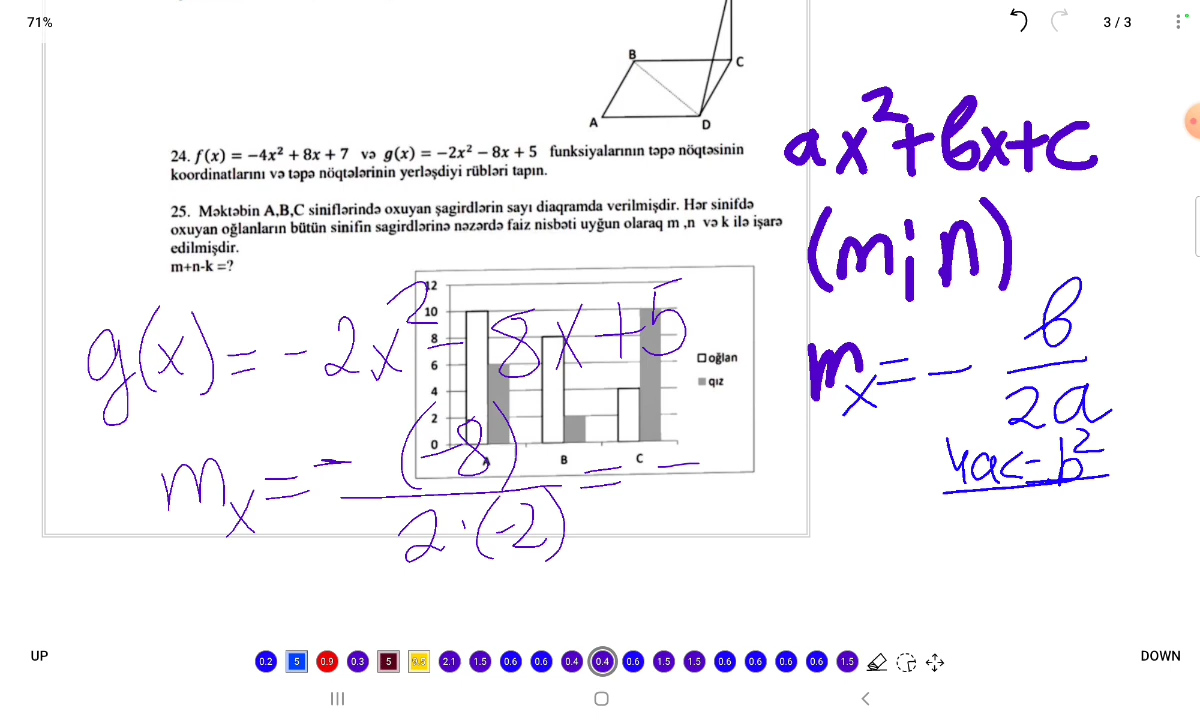 71%
3 / 3
B
C
A
D
24. f(x) = −4x² + 8x + 7 və g(x) = −2x² − 8x + 5 funksiyalarının təpə nöqtəsinin
koordinatlarını və təpə nöqtələrinin yerləşdiyi rübləri tapın.
25. Məktəbin A,B,C siniflərində oxuyan şagirdlərin sayı diaqramda verilmişdir. Hər sinifdə
oxuyan oğlanların bütün sinifin sagirdlərinə nəzərdə faiz nisbəti uyğun olaraq m ,n və k ilə işarə
edilmişdir.
m+n-k =?
12
10
8
6
4
2
0
A
B
C
oğlan
qız
ax²+bx+c
(m; n)
mx = − b
2a
4ac−b²
g(x) = −2x² − 8x + 5
mx = − (−8) = −
2·(−2)
UP
0.2 5 0.9 0.3 5 2.1 1.5 0.6 0.6 0.4 0.4 0.6 1.5 1.5 0.6 0.6 0.6 0.6 1.5
DOWN